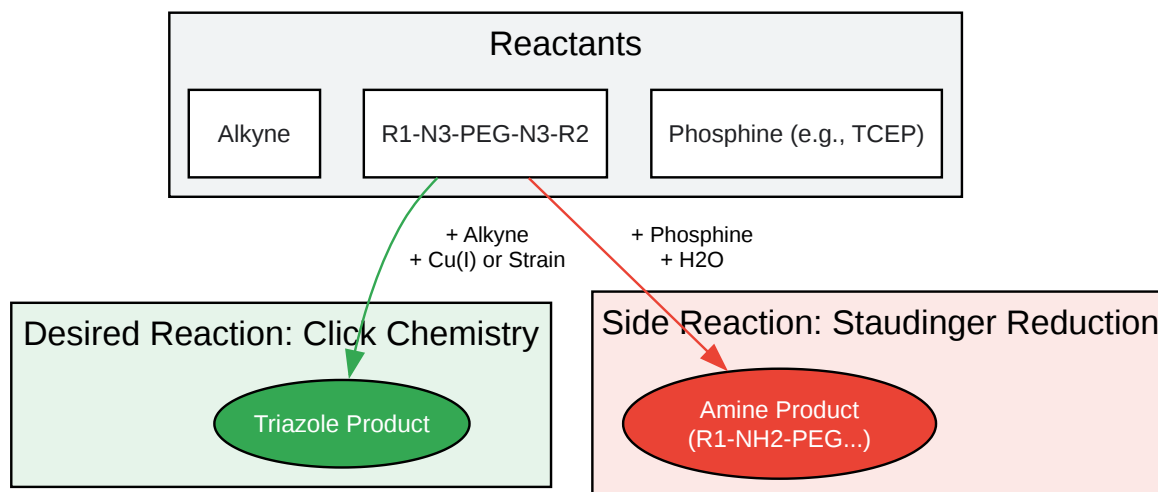 Reactants
Alkyne
R1-N3-PEG-N3-R2
Phosphine (e.g., TCEP)
+ Alkyne
+ Cu(I) or Strain
+ Phosphine
+ H2O
Desired Reaction: Click Chemistry
Triazole Product
Side Reaction: Staudinger Reduction
Amine Product
(R1-NH2-PEG...)